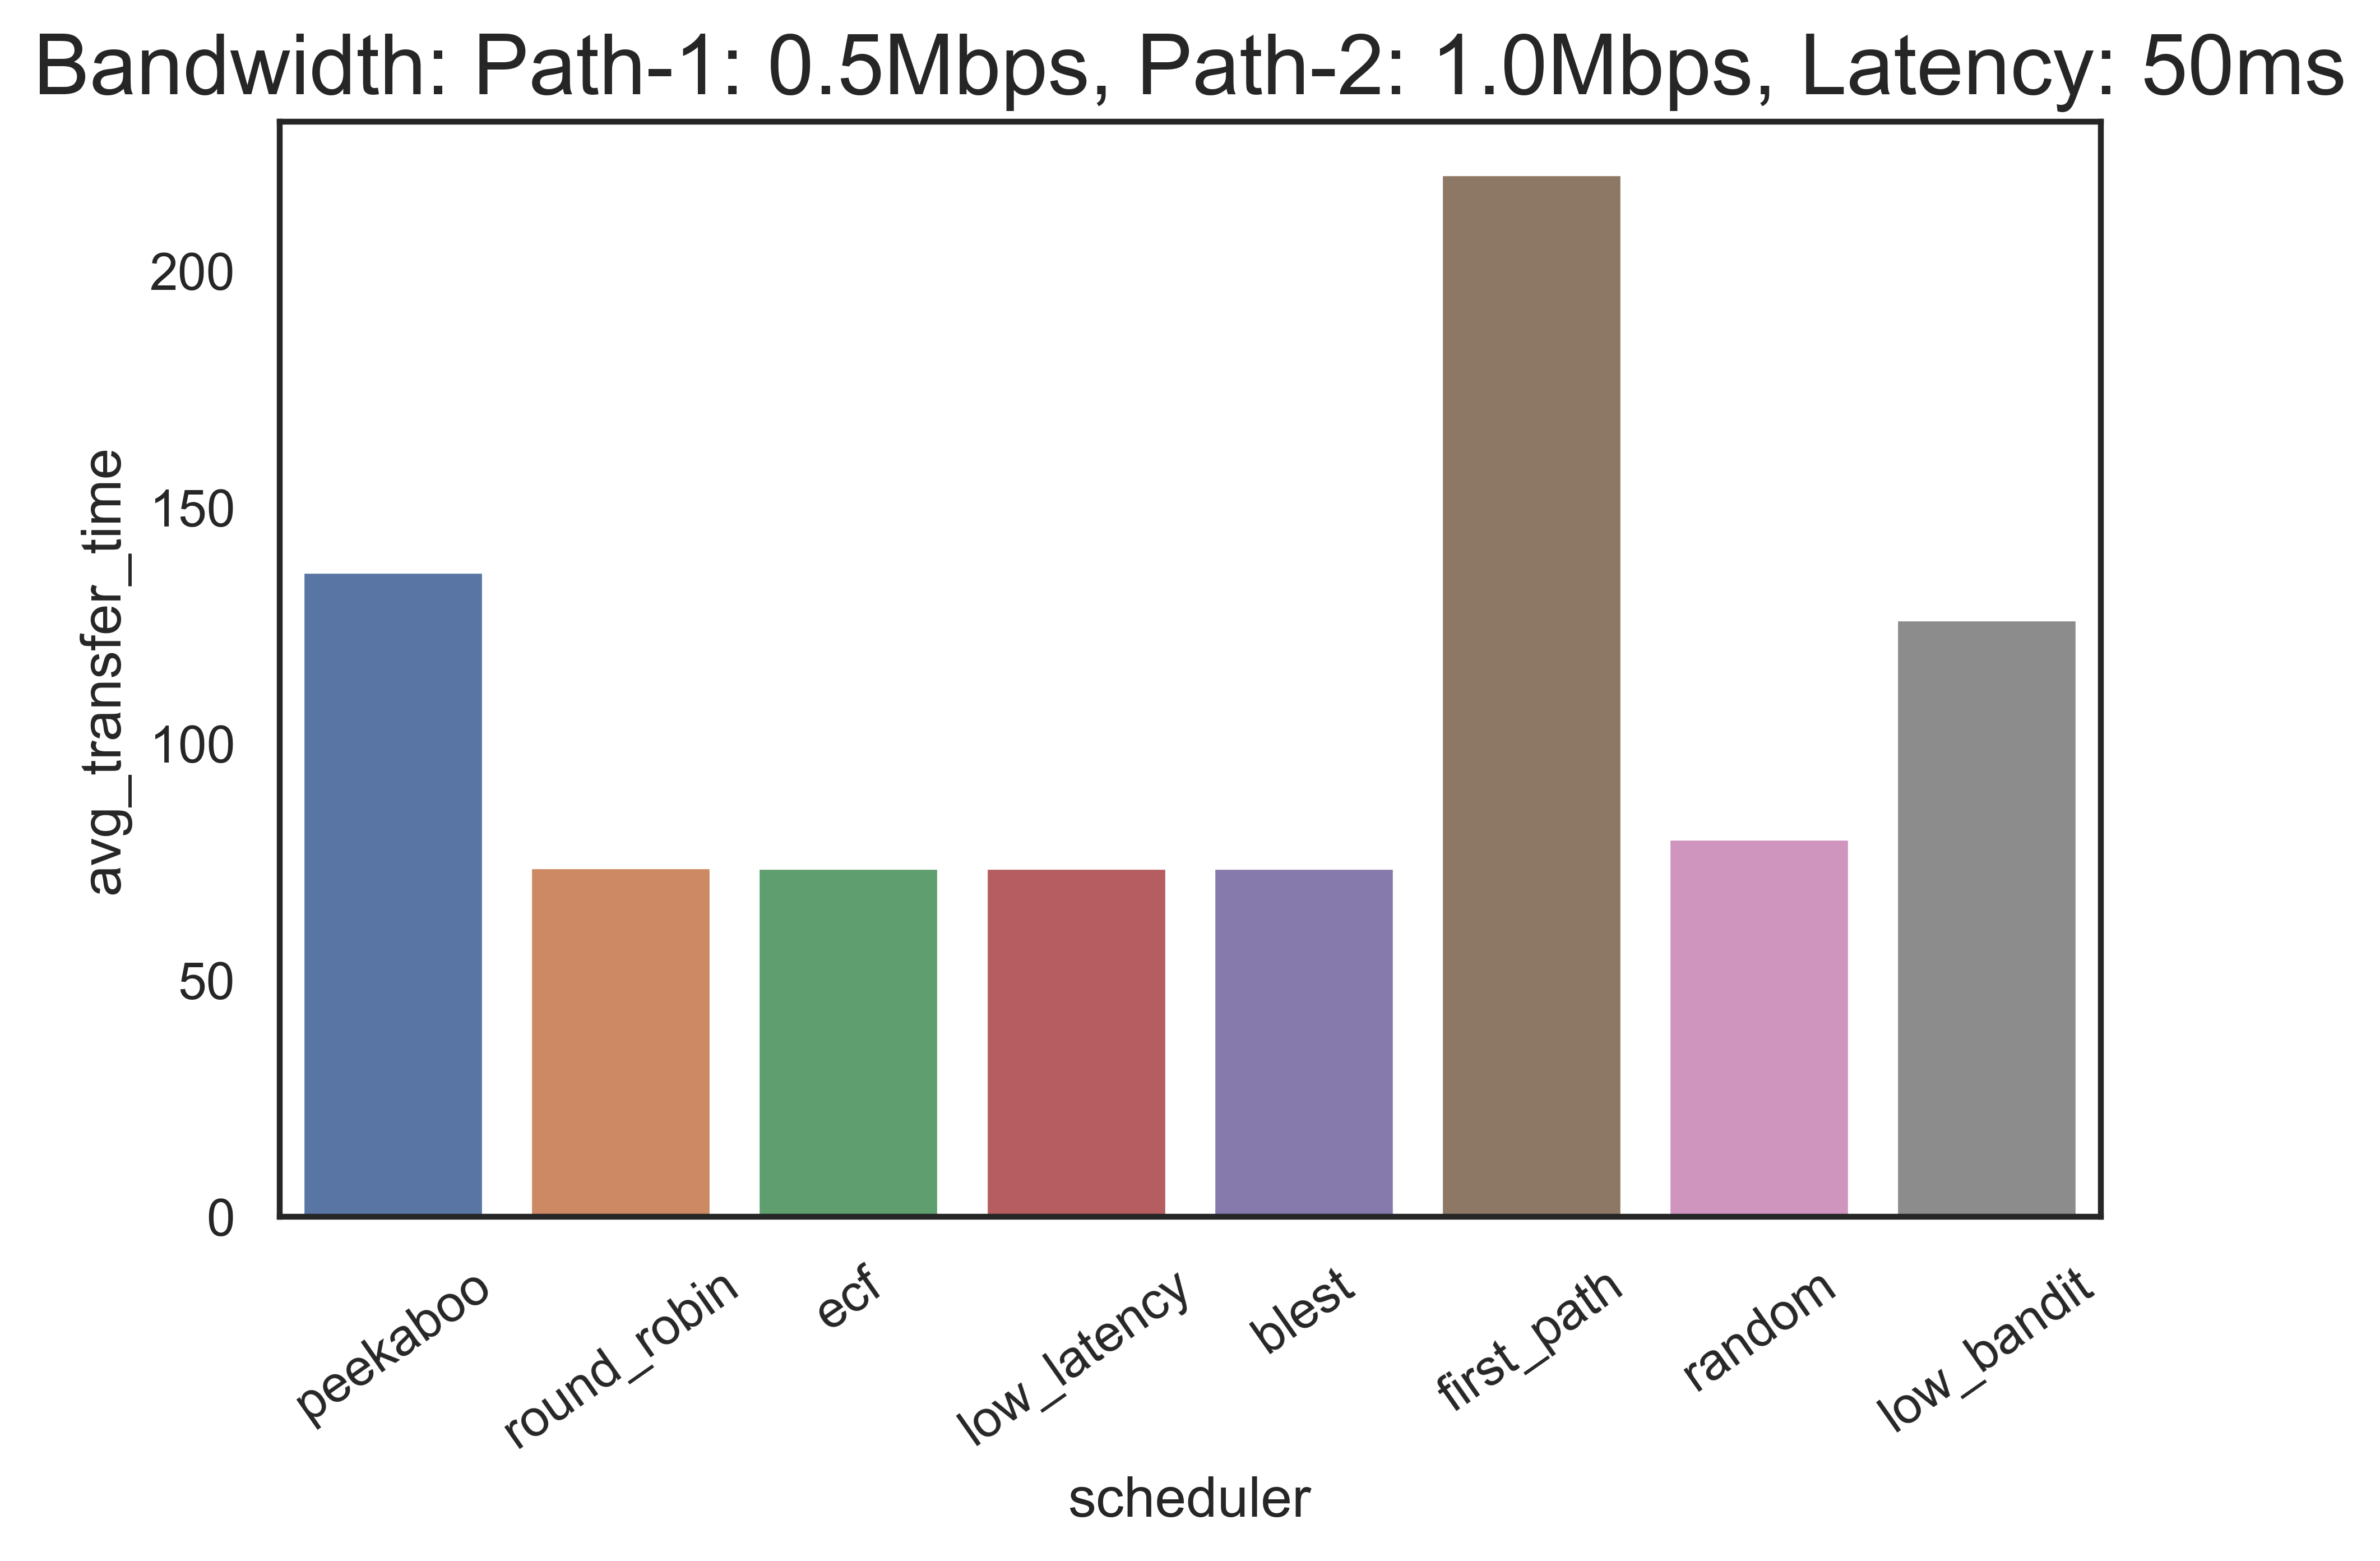 Bandwidth: Path-1: 0.5Mbps, Path-2: 1.0Mbps, Latency: 50ms
avg_transfer_time
200
150
100
50
0
peekaboo
round_robin
ecf
low_latency
blest
first_path
random
low_bandit
scheduler